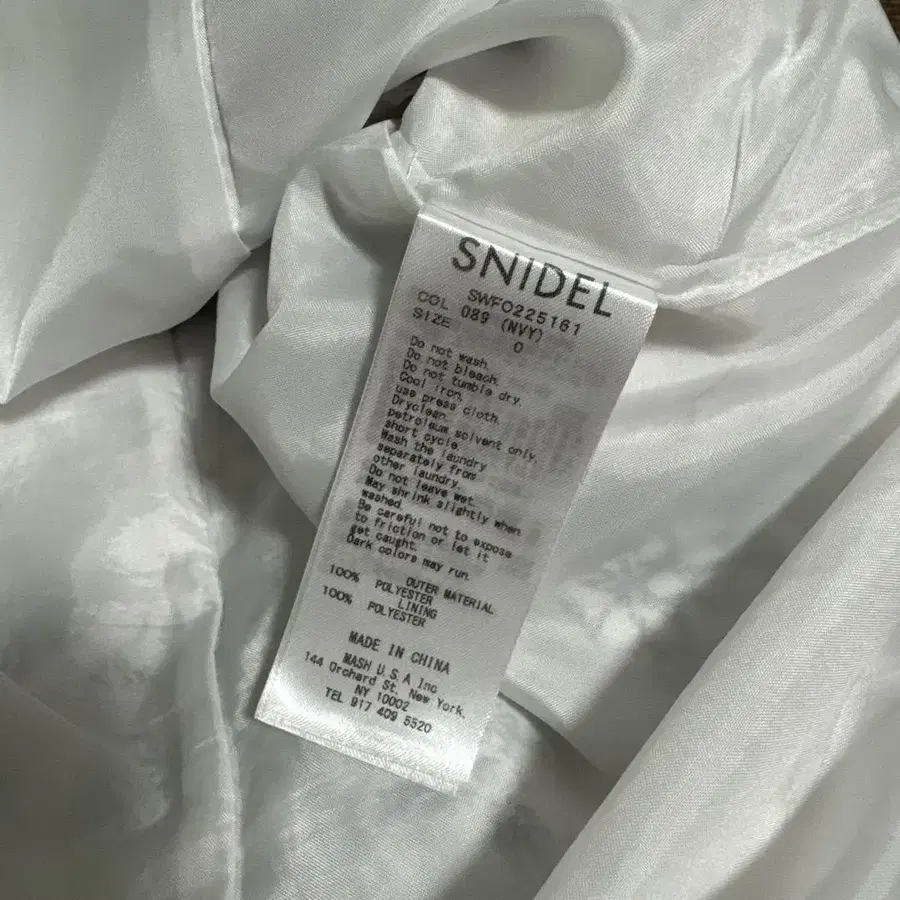 SNIDEL
SWFO225161
COL 089 (NVY)
SIZE 0
Do not wash.
Do not bleach.
Do not tumble dry.
Cool iron.
use press cloth.
Dryclean.
petroleum solvent only.
short cycle.
Wash the laundry
separately from
other laundry.
Do not leave wet.
May shrink slightly when
washed.
Be careful not to expose
to friction or let it
get caught.
Dark colors may run.
OUTER MATERIAL
100% POLYESTER
LINING
100% POLYESTER
MADE IN CHINA
MASH U.S.A Inc
144 Orchard St. New York,
NY 10002
TEL 917 409 5520